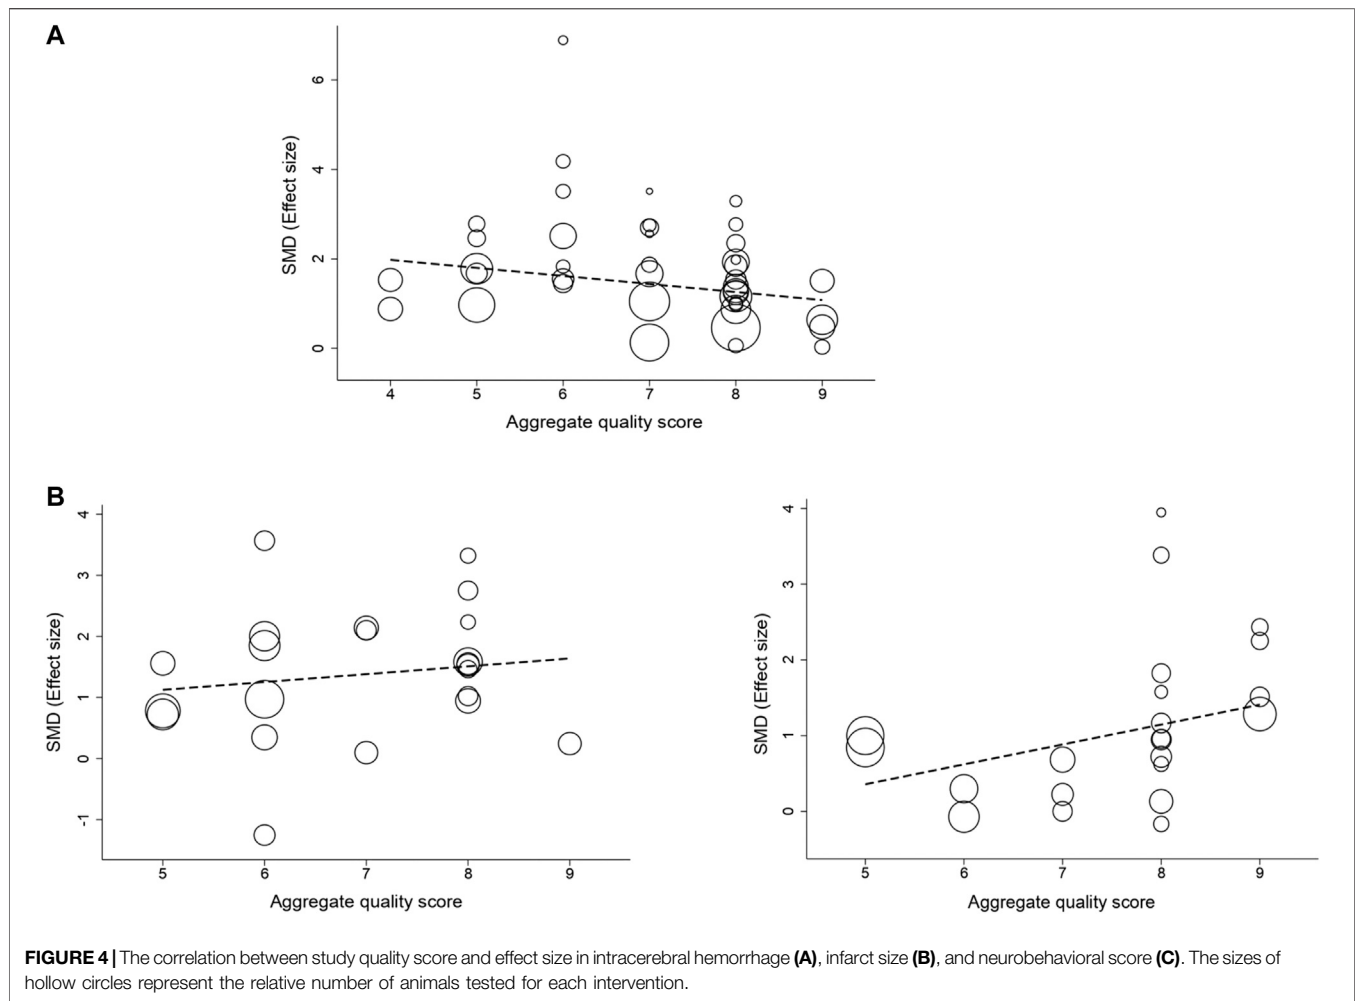 A
6
4
2
0
SMD (Effect size)
4 5 6 7 8 9
Aggregate quality score
B
4
3
2
1
0
-1
SMD (Effect size)
5 6 7 8 9
Aggregate quality score
4
3
2
1
0
SMD (Effect size)
5 6 7 8 9
Aggregate quality score
FIGURE 4 | The correlation between study quality score and effect size in intracerebral hemorrhage (A), infarct size (B), and neurobehavioral score (C). The sizes of
hollow circles represent the relative number of animals tested for each intervention.